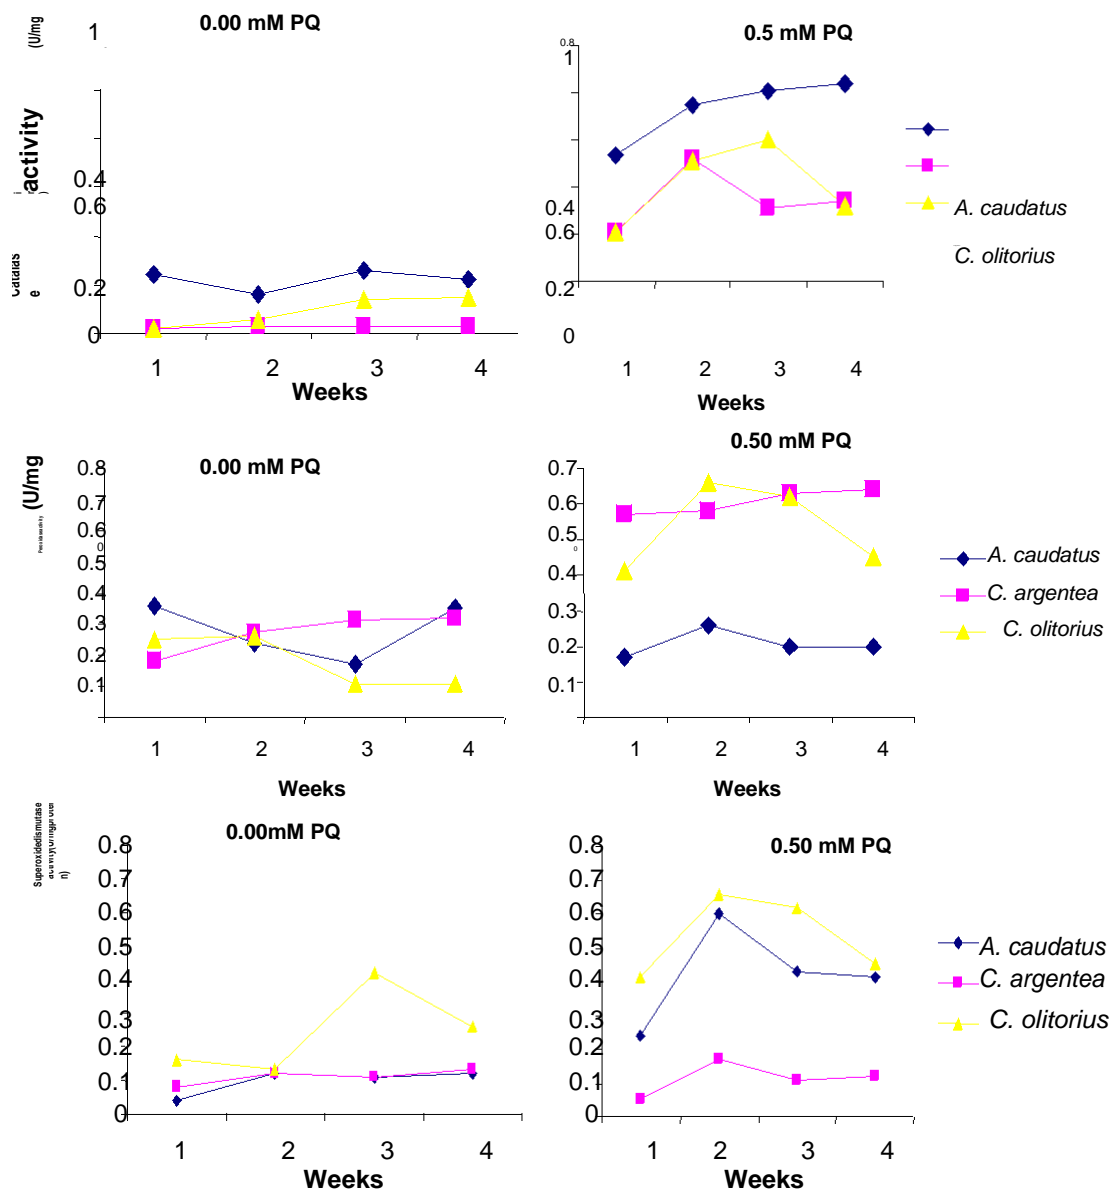 0.00 mM PQ
(U/mg
1
activity
0.4
0.6
e
0.2
0
1 2 3 4
Weeks
0.5 mM PQ
0.8
1
0.4
0.6
0.2
0
1 2 3 4
Weeks
A. caudatus
C. olitorius
0.00 mM PQ
(U/mg
0.8
0.7
0.6
0
0.5
0.4
0.3
0.2
0.1
1 2 3 4
Weeks
0.50 mM PQ
0.7
0.6
0.5
0
0.4
0.3
0.2
0.1
1 2 3 4
A. caudatus
C. argentea
C. olitorius
0.00mM PQ
Superoxidedismutase
n)
0.8
0.7
0.6
0.5
0.4
0.3
0.2
0.1
0
1 2 3 4
Weeks
0.50 mM PQ
0.8
0.7
0.6
0.5
0.4
0.3
0.2
0.1
0
1 2 3 4
Weeks
A. caudatus
C. argentea
C. olitorius